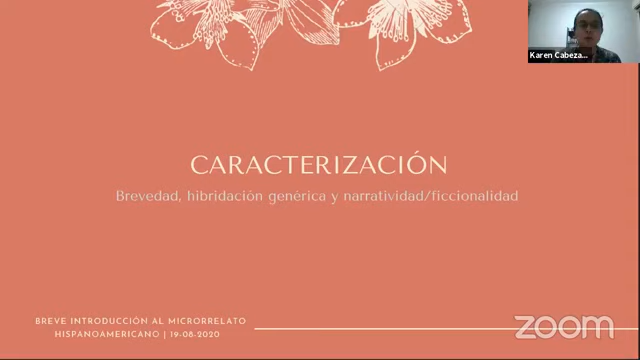 Karen Cabeza...
CARACTERIZACIÓN
Brevedad, hibridación genérica y narratividad/ficcionalidad
BREVE INTRODUCCIÓN AL MICRORRELATO
HISPANOAMERICANO | 19-08-2020
zoom